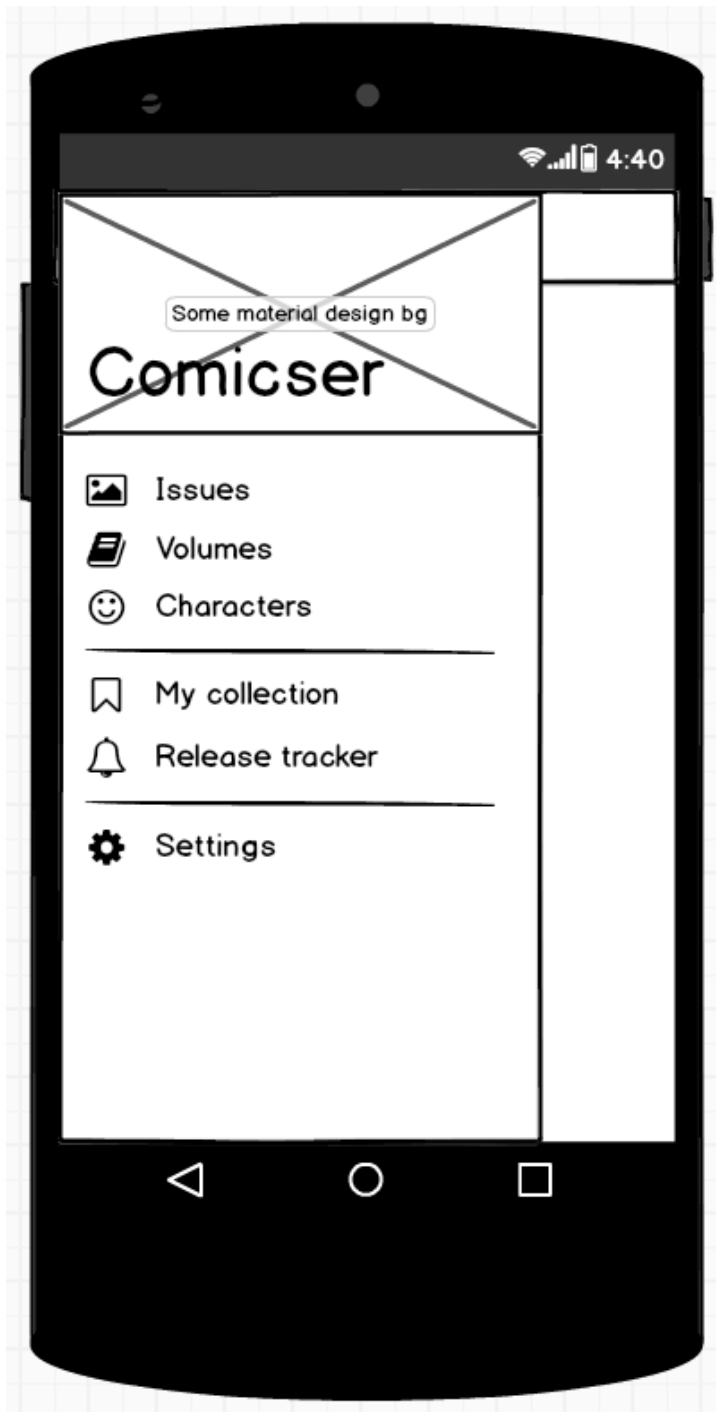 4:40
Some material design bg
Comicser
Issues
Volumes
Characters
My collection
Release tracker
Settings